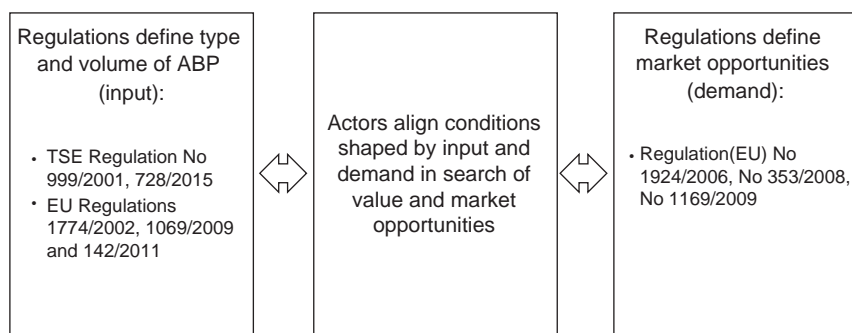 Regulations define type
and volume of ABP
(input):
• TSE Regulation No
999/2001, 728/2015
• EU Regulations
1774/2002, 1069/2009
and 142/2011
Actors align conditions
shaped by input and
demand in search of
value and market
opportunities
Regulations define
market opportunities
(demand):
• Regulation(EU) No
1924/2006, No 353/2008,
No 1169/2009